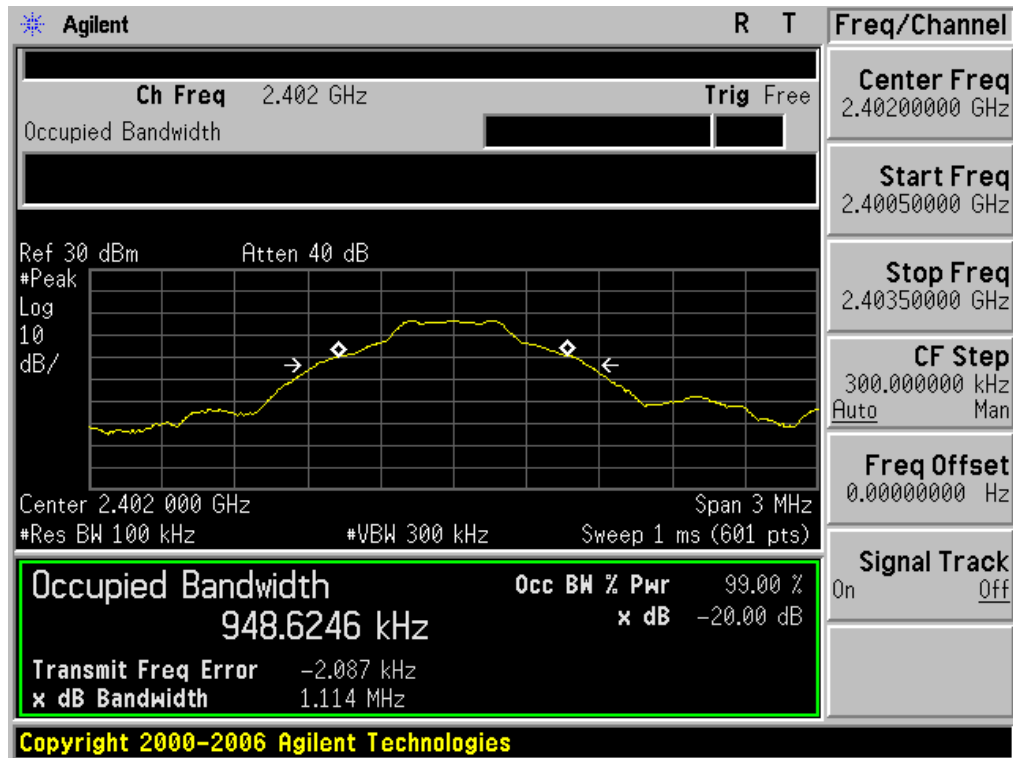 Agilent
R T
Freq/Channel
Ch Freq 2.402 GHz
Trig Free
Occupied Bandwidth
Center Freq
2.40200000 GHz
Start Freq
2.40050000 GHz
Stop Freq
2.40350000 GHz
CF Step
300.000000 kHz
Auto Man
Freq Offset
0.00000000 Hz
Signal Track
On Off
Ref 30 dBm Atten 40 dB
#Peak
Log
10
dB/
Center 2.402 000 GHz Span 3 MHz
#Res BW 100 kHz #VBW 300 kHz Sweep 1 ms (601 pts)
Occupied Bandwidth
948.6246 kHz
Occ BW % Pwr 99.00 %
x dB -20.00 dB
Transmit Freq Error -2.087 kHz
x dB Bandwidth 1.114 MHz
Copyright 2000-2006 Agilent Technologies